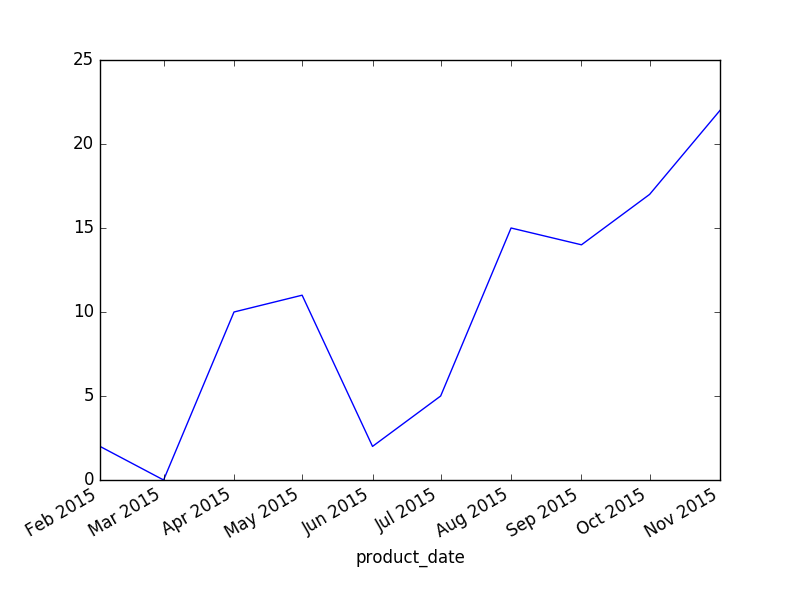 25
20
15
10
5
0
Feb 2015
Mar 2015
Apr 2015
May 2015
Jun 2015
Jul 2015
Aug 2015
Sep 2015
Oct 2015
Nov 2015
product_date